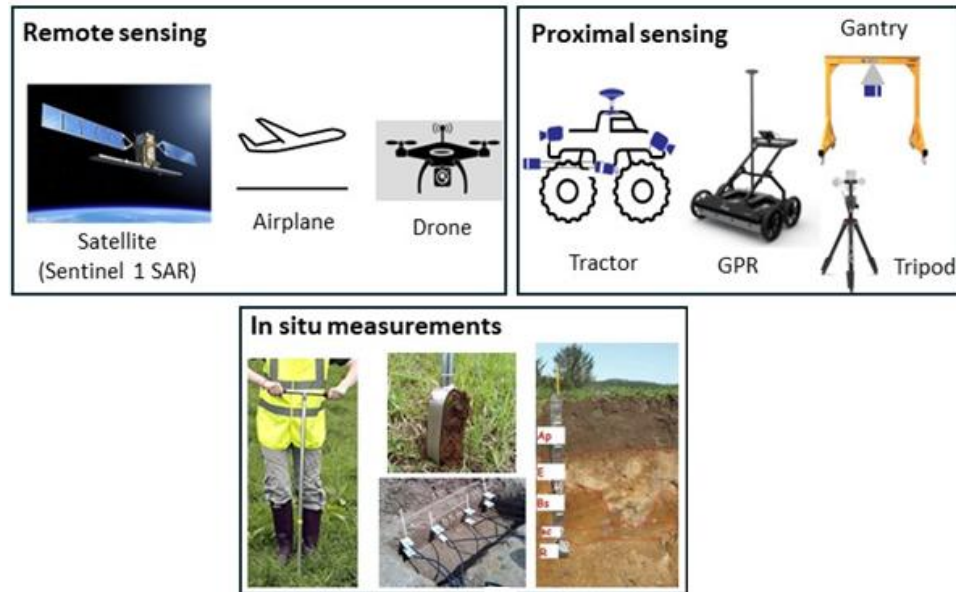 Remote sensing
Satellite
(Sentinel 1 SAR)
Airplane
Drone
Proximal sensing
Gantry
Tractor
GPR
Tripod
In situ measurements
Ap
E
Bs
R